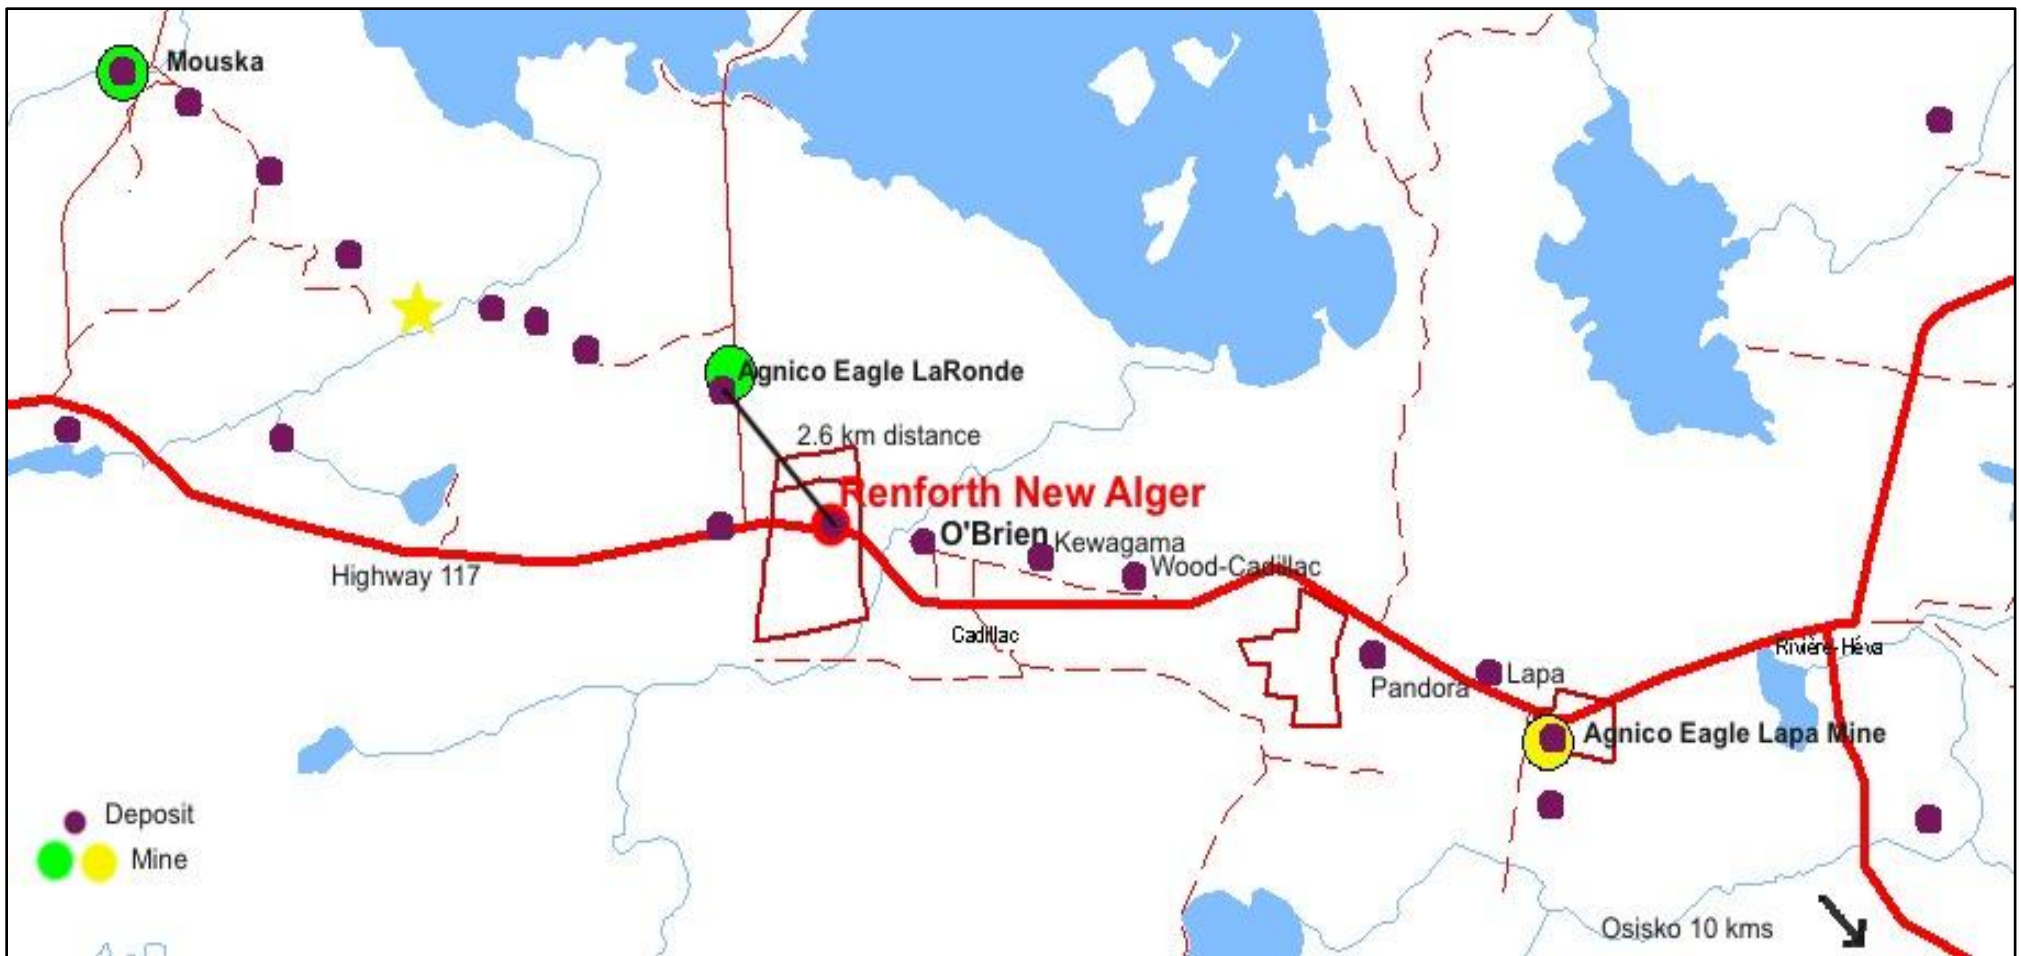 Mouska
Agnico Eagle LaRonde
2.6 km distance
Renforth New Alger
O'Brien
Kewagama
Wood-Cadillac
Highway 117
Cadillac
Rivière-Héva
Pandora
Lapa
Agnico Eagle Lapa Mine
Deposit
Mine
Osisko 10 kms